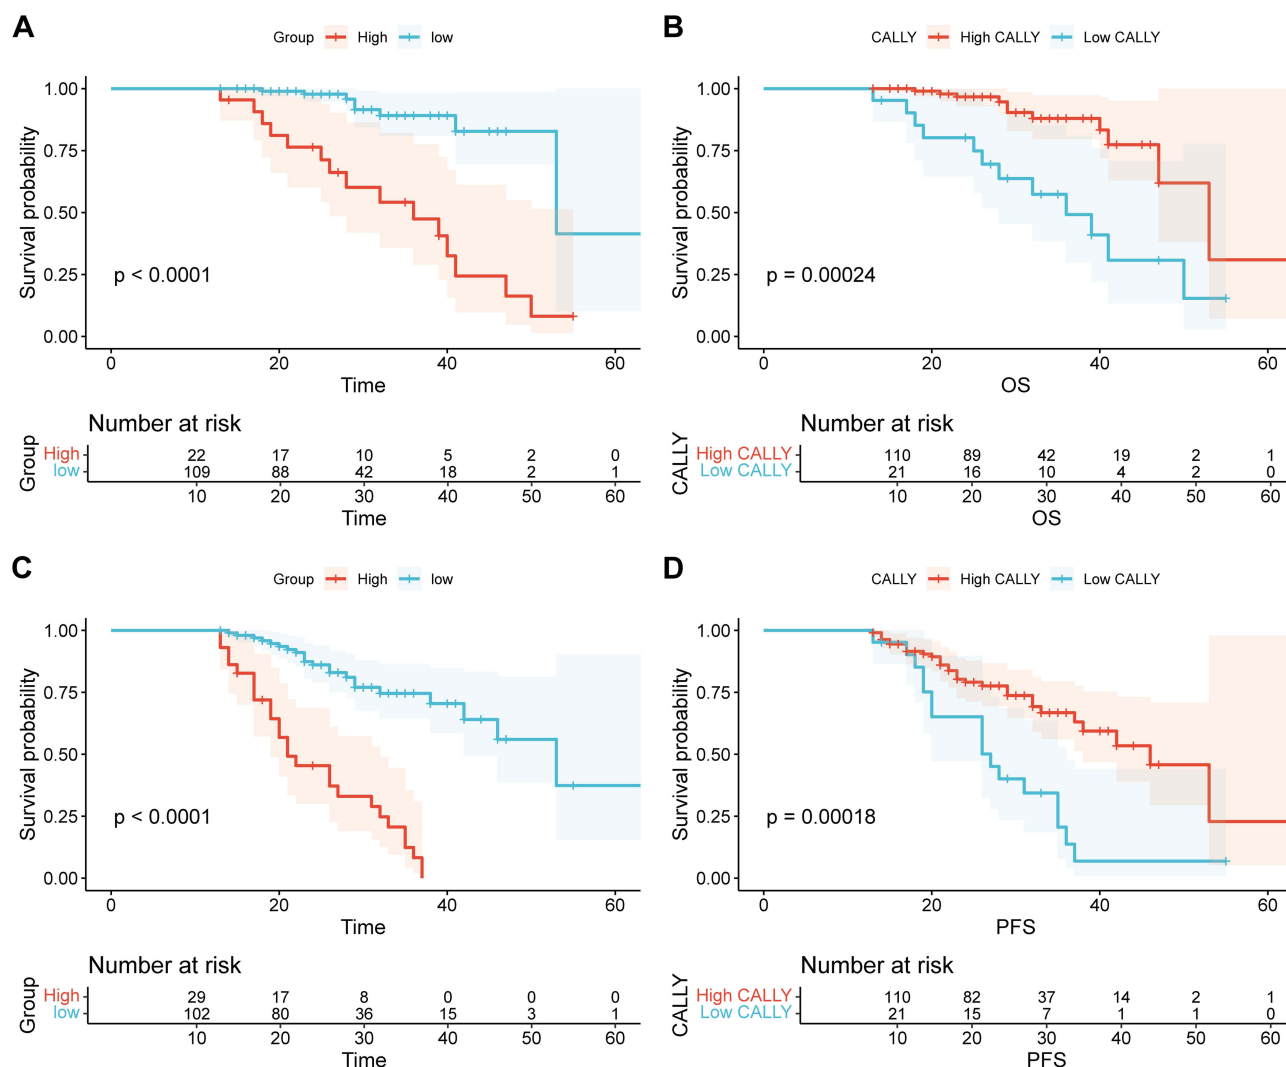 A
Group High low
Survival probability
1.00
0.75
0.50
0.25
0.00
p < 0.0001
0 20 40 60
Time
Number at risk
Group
High 22 17 10 5 2 0
low 109 88 42 18 2 1
10 20 30 40 50 60
Time
B
CALLY High CALLY Low CALLY
Survival probability
1.00
0.75
0.50
0.25
0.00
p = 0.00024
0 20 40 60
OS
Number at risk
CALLY
High CALLY 110 89 42 19 2 1
Low CALLY 21 16 10 4 2 0
10 20 30 40 50 60
OS
C
Group High low
Survival probability
1.00
0.75
0.50
0.25
0.00
p < 0.0001
0 20 40 60
Time
Number at risk
Group
High 29 17 8 0 0 0
low 102 80 36 15 3 1
10 20 30 40 50 60
Time
D
CALLY High CALLY Low CALLY
Survival probability
1.00
0.75
0.50
0.25
0.00
p = 0.00018
0 20 40 60
PFS
Number at risk
CALLY
High CALLY 110 82 37 14 2 1
Low CALLY 21 15 7 1 1 0
10 20 30 40 50 60
PFS